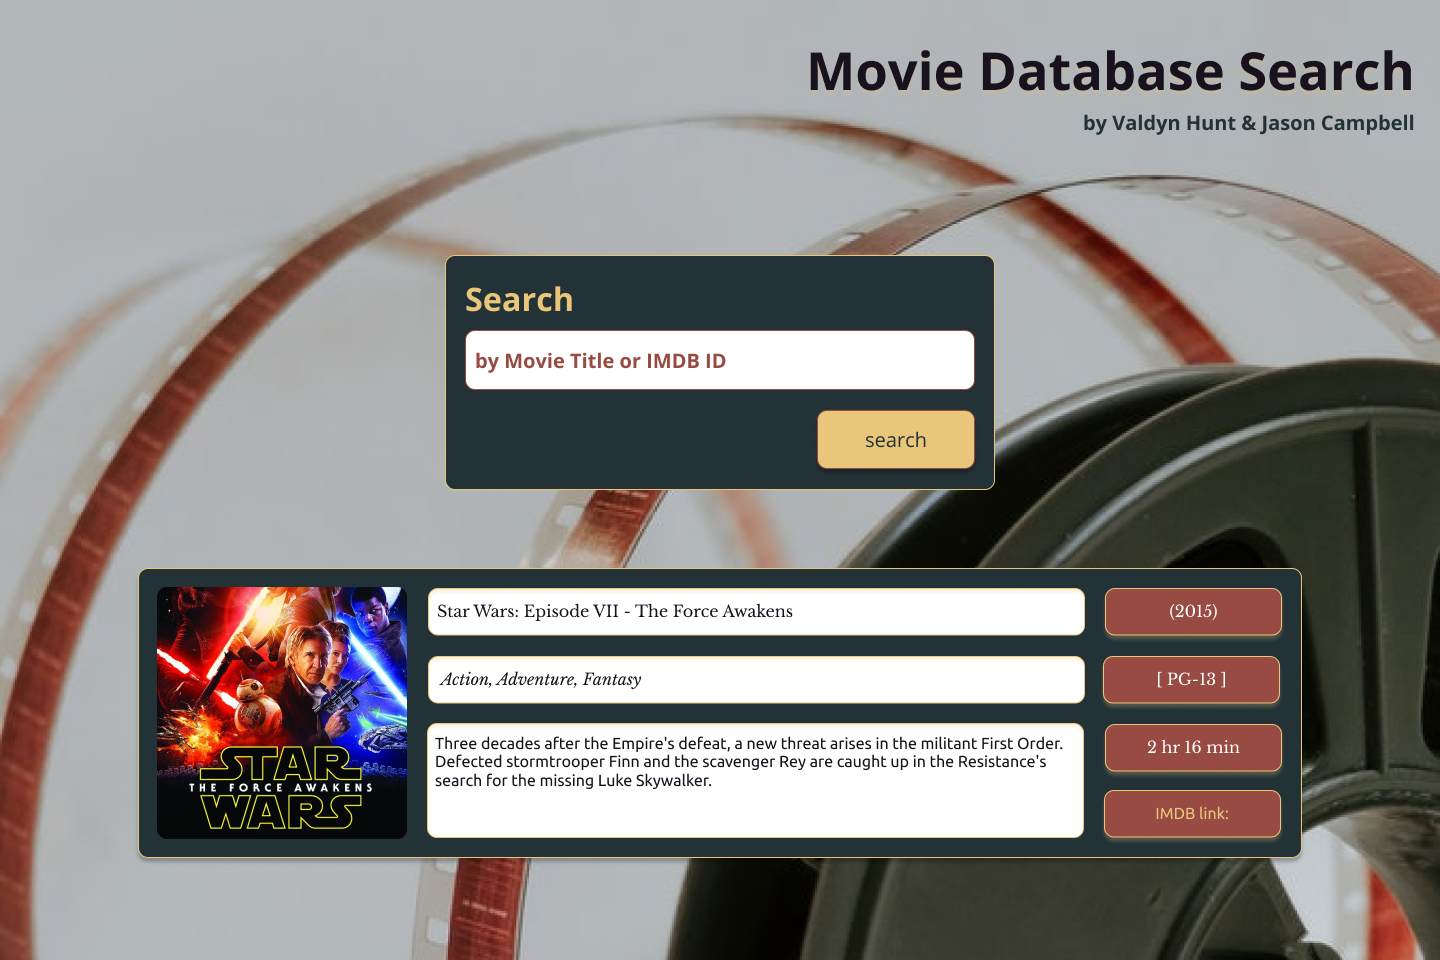 Movie Database Search
by Valdyn Hunt & Jason Campbell
Search
by Movie Title or IMDB ID
search
STAR
THE FORCE AWAKENS
WARS
Star Wars: Episode VII - The Force Awakens
(2015)
Action, Adventure, Fantasy
[ PG-13 ]
Three decades after the Empire's defeat, a new threat arises in the militant First Order.
Defected stormtrooper Finn and the scavenger Rey are caught up in the Resistance's
search for the missing Luke Skywalker.
2 hr 16 min
IMDB link: